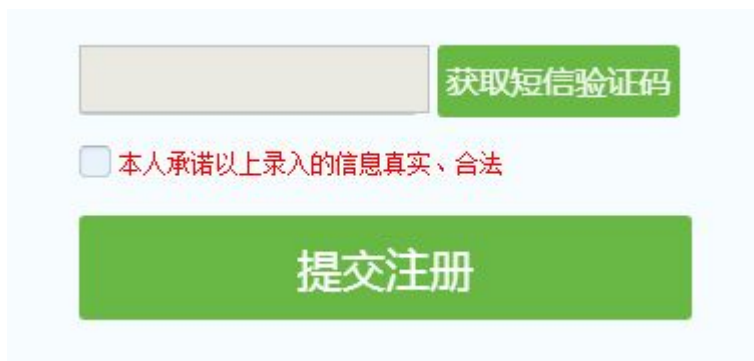 获取短信验证码
本人承诺以上录入的信息真实、合法
提交注册